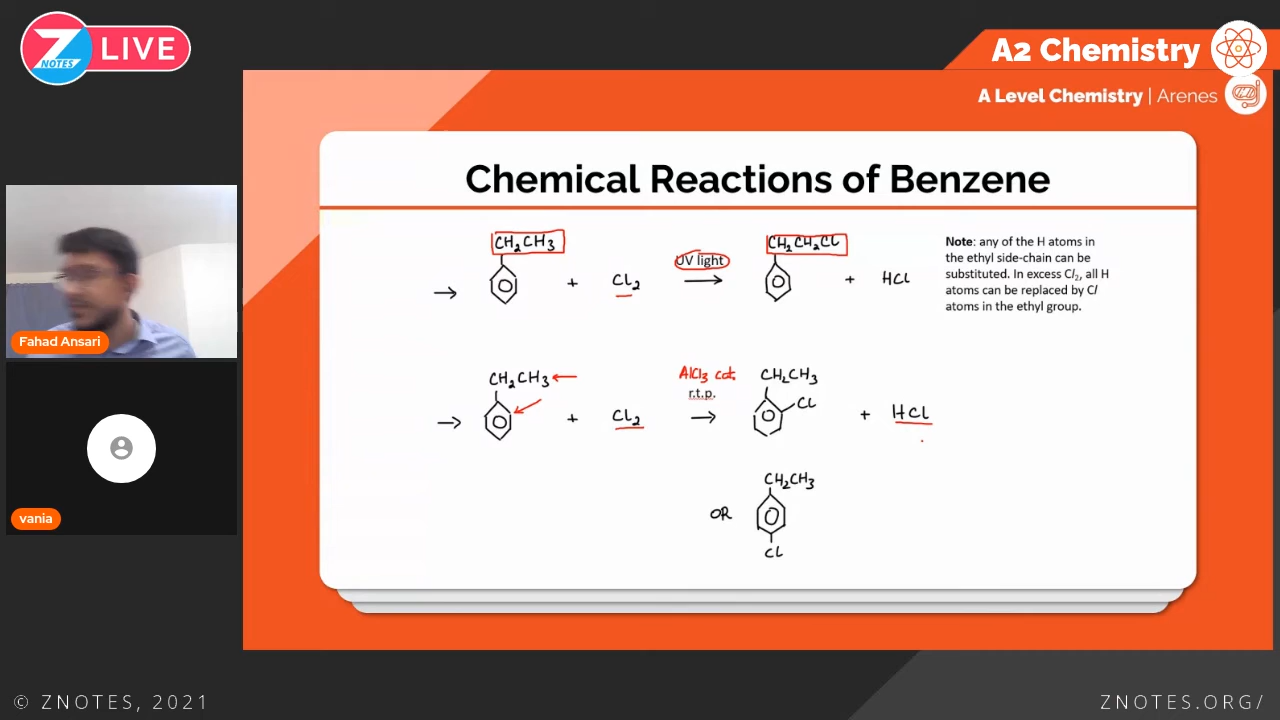 Z NOTES LIVE
A2 Chemistry
A Level Chemistry | Arenes
Chemical Reactions of Benzene
CH₂CH₃
+ Cl₂
UV light
→
CH₂CH₂Cl
+ HCl
Note: any of the H atoms in
the ethyl side-chain can be
substituted. In excess Cl₂, all H
atoms can be replaced by Cl
atoms in the ethyl group.
CH₂CH₃
+ Cl₂
AlCl₃ cat.
r.t.p.
→
CH₂CH₃
Cl
+ HCl
OR
CH₂CH₃
Cl
Fahad Ansari
vania
© ZNOTES, 2021
ZNOTES.ORG/